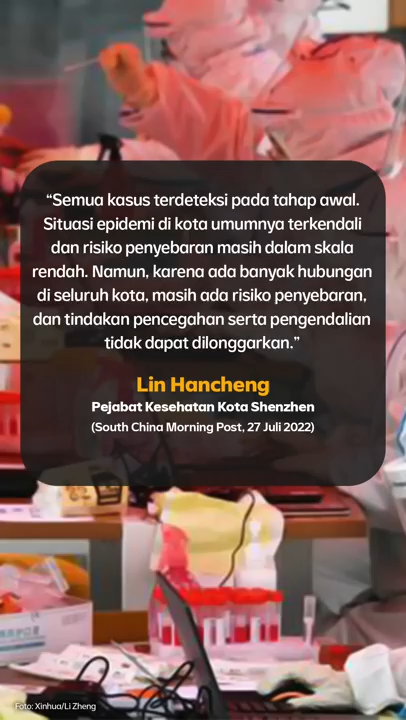 “Semua kasus terdeteksi pada tahap awal.
Situasi epidemi di kota umumnya terkendali
dan risiko penyebaran masih dalam skala
rendah. Namun, karena ada banyak hubungan
di seluruh kota, masih ada risiko penyebaran,
dan tindakan pencegahan serta pengendalian
tidak dapat dilonggarkan.”
Lin Hancheng
Pejabat Kesehatan Kota Shenzhen
(South China Morning Post, 27 Juli 2022)
Foto: Xinhua/Li Zheng